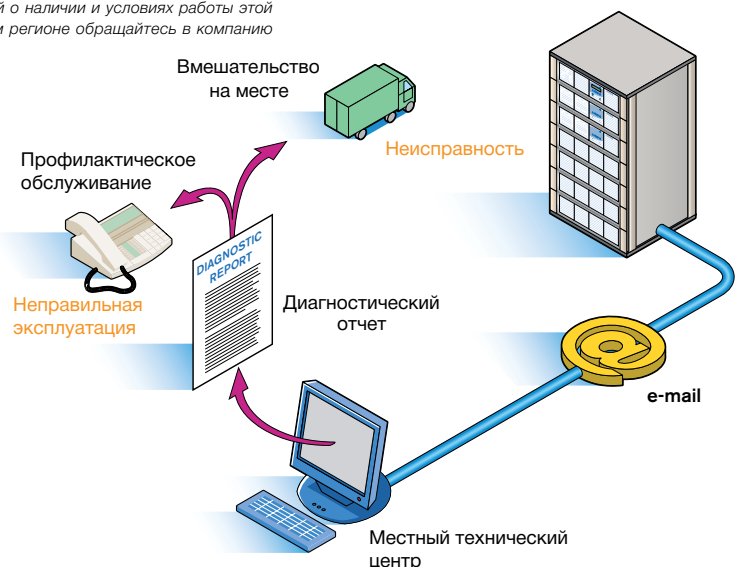 й о наличии и условиях работы этой
м регионе обращайтесь в компанию
Вмешательство
на месте
Неисправность
Профилактическое
обслуживание
DIAGNOSTIC
REPORT
Неправильная
эксплуатация
Диагностический
отчет
e-mail
Местный технический
центр